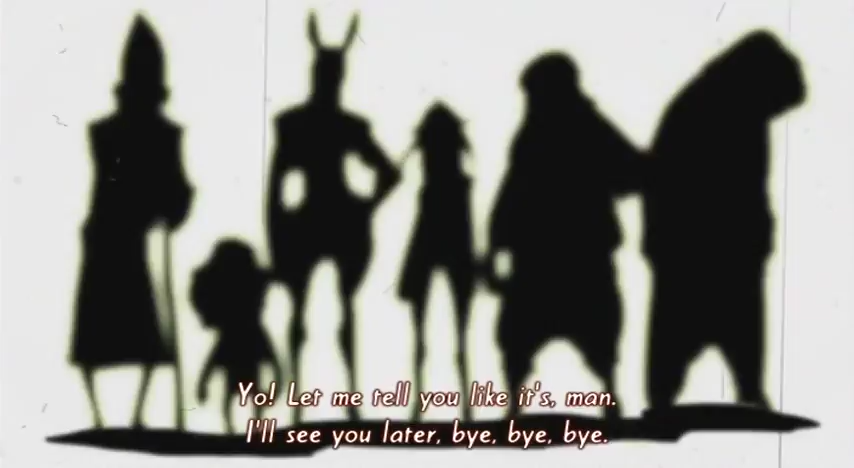 Yo! Let me tell you like it's, man.
I'll see you later, bye, bye, bye.